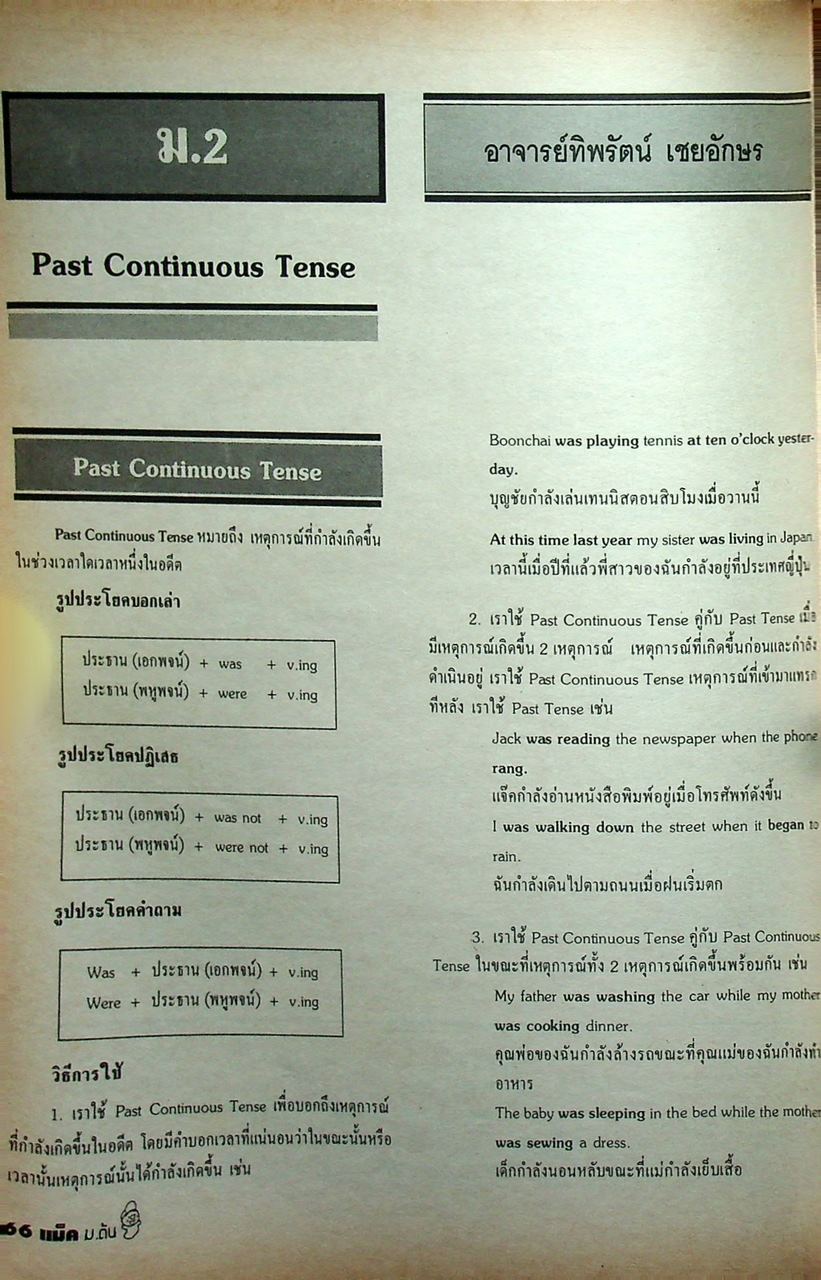 ม.2
อาจารย์ทิพรัตน์ เชยอักษร
Past Continuous Tense
Past Continuous Tense
Past Continuous Tense หมายถึง เหตุการณ์ที่กำลังเกิดขึ้น
ในช่วงเวลาใดเวลาหนึ่งในอดีต
รูปประโยคบอกเล่า
ประธาน (เอกพจน์) + was + v.ing
ประธาน (พหูพจน์) + were + v.ing
รูปประโยคปฏิเสธ
ประธาน (เอกพจน์) + was not + v.ing
ประธาน (พหูพจน์) + were not + v.ing
รูปประโยคคำถาม
Was + ประธาน (เอกพจน์) + v.ing
Were + ประธาน (พหูพจน์) + v.ing
วิธีการใช้
1. เราใช้ Past Continuous Tense เพื่อบอกถึงเหตุการณ์
ที่กำลังเกิดขึ้นในอดีต โดยมีคำบอกเวลาที่แน่นอนว่าในขณะนั้นหรือ
เวลานั้นเหตุการณ์นั้นได้กำลังเกิดขึ้น เช่น
Boonchai was playing tennis at ten o'clock yester-
day.
บุญชัยกำลังเล่นเทนนิสตอนสิบโมงเมื่อวานนี้
At this time last year my sister was living in Japan.
เวลานี้เมื่อปีที่แล้วพี่สาวของฉันกำลังอยู่ที่ประเทศญี่ปุ่น
2. เราใช้ Past Continuous Tense คู่กับ Past Tense เมื่อ
มีเหตุการณ์เกิดขึ้น 2 เหตุการณ์ เหตุการณ์ที่เกิดขึ้นก่อนและกำลัง
ดำเนินอยู่ เราใช้ Past Continuous Tense เหตุการณ์ที่เข้ามาแทรก
ทีหลัง เราใช้ Past Tense เช่น
Jack was reading the newspaper when the phone
rang.
แจ๊คกำลังอ่านหนังสือพิมพ์อยู่เมื่อโทรศัพท์ดังขึ้น
I was walking down the street when it began to
rain.
ฉันกำลังเดินไปตามถนนเมื่อฝนเริ่มตก
3. เราใช้ Past Continuous Tense คู่กับ Past Continuous
Tense ในขณะที่เหตุการณ์ทั้ง 2 เหตุการณ์เกิดขึ้นพร้อมกัน เช่น
My father was washing the car while my mother
was cooking dinner.
คุณพ่อของฉันกำลังล้างรถขณะที่คุณแม่ของฉันกำลังทำ
อาหาร
The baby was sleeping in the bed while the mother
was sewing a dress.
เด็กกำลังนอนหลับขณะที่แม่กำลังเย็บเสื้อ
66 แม็ค ม.ต้น